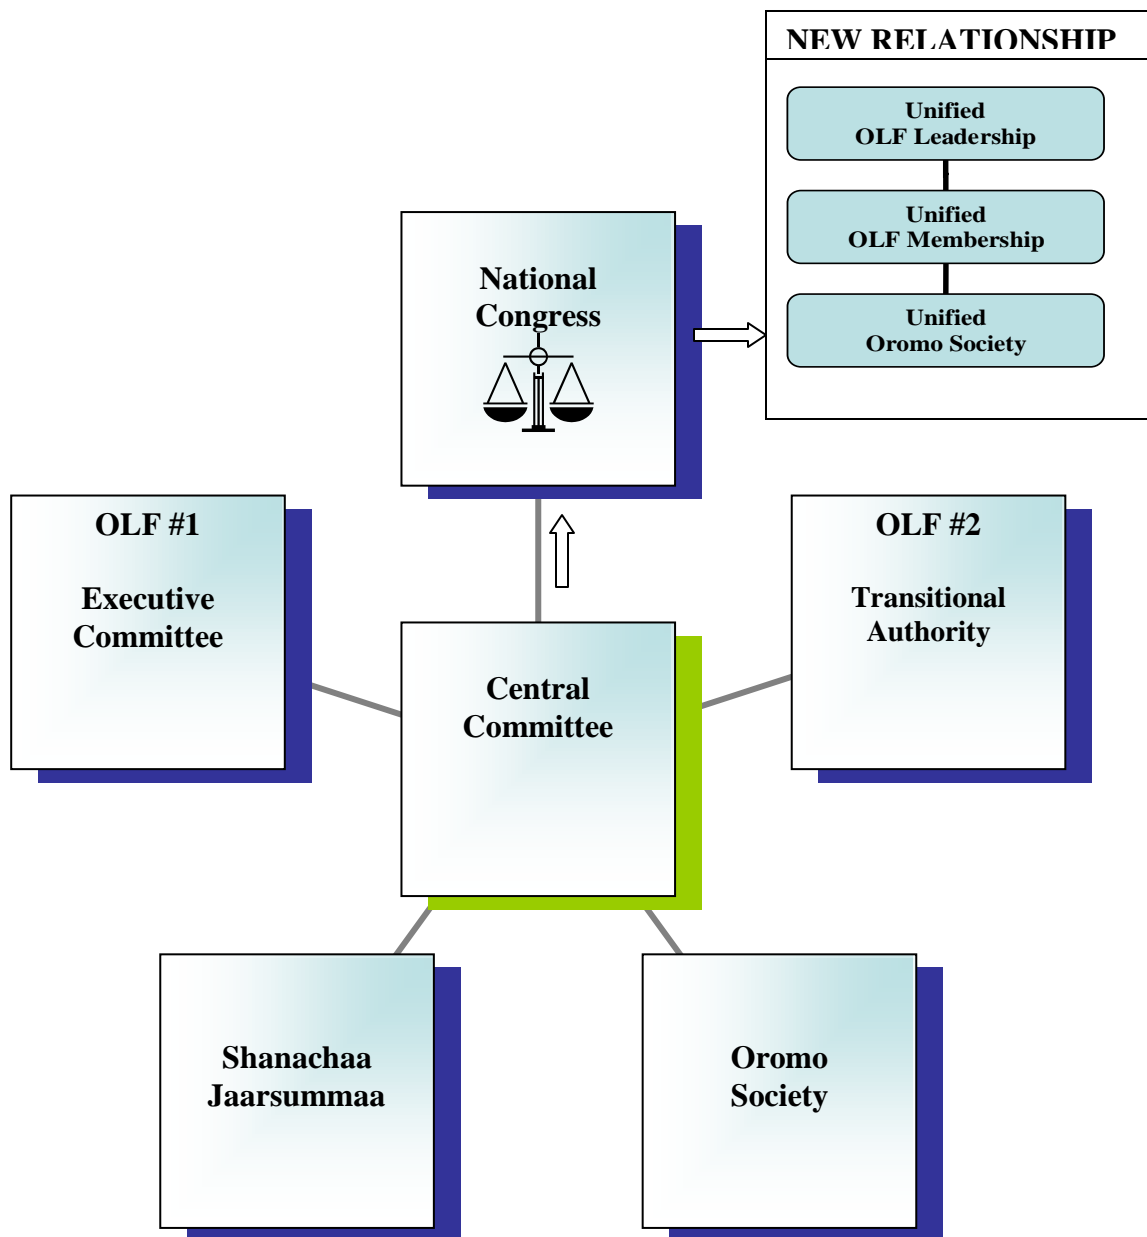 NEW RELATIONSHIP
Unified
OLF Leadership
Unified
OLF Membership
Unified
Oromo Society
National
Congress
OLF #1
Executive
Committee
OLF #2
Transitional
Authority
Central
Committee
Shanachaa
Jaarsummaa
Oromo
Society